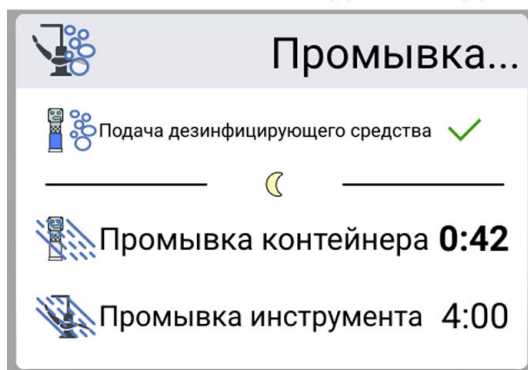 Промывка...
Подача дезинфицирующего средства
Промывка контейнера 0:42
Промывка инструмента 4:00